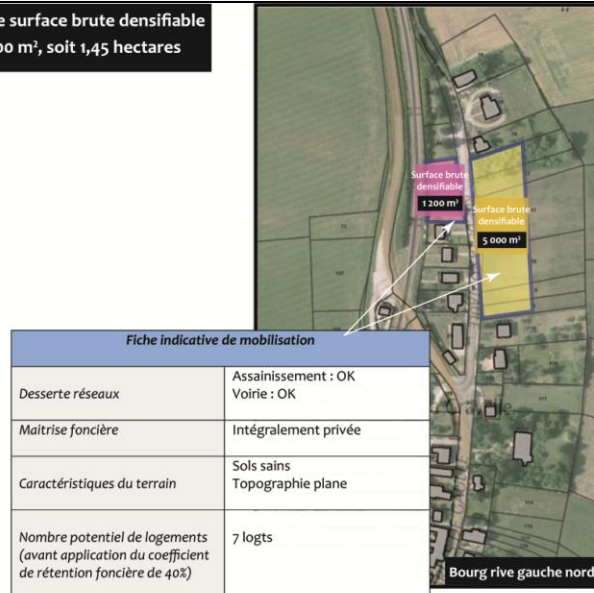 e surface brute densifiable
00 m², soit 1,45 hectares
Surface brute
densifiable
1 200 m²
Surface brute
densifiable
5 000 m²
Fiche indicative de mobilisation
Desserte réseaux
Assainissement : OK
Voirie : OK
Maitrise foncière
Intégralement privée
Caractéristiques du terrain
Sols sains
Topographie plane
Nombre potentiel de logements
(avant application du coefficient
de rétention foncière de 40%)
7 logts
Bourg rive gauche nord